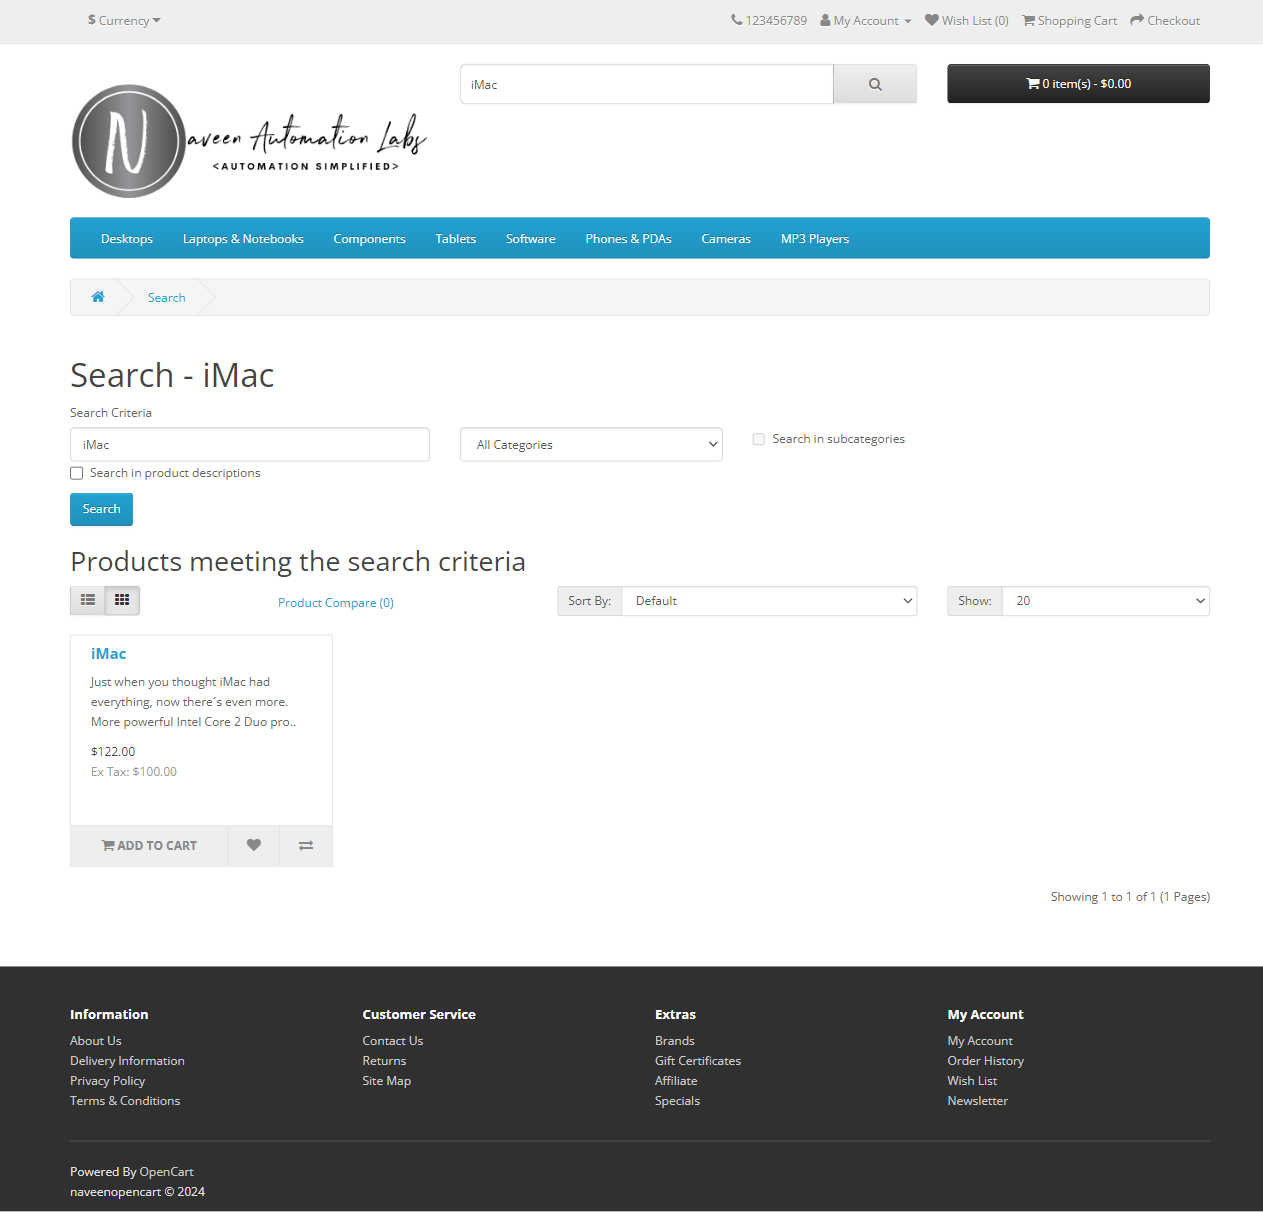 $ Currency
123456789 My Account Wish List (0) Shopping Cart Checkout
iMac
0 item(s) - $0.00
N
aveen Automation Labs
<AUTOMATION SIMPLIFIED>
Desktops Laptops & Notebooks Components Tablets Software Phones & PDAs Cameras MP3 Players
Search
Search - iMac
Search Criteria
iMac All Categories Search in subcategories
Search in product descriptions
Search
Products meeting the search criteria
Product Compare (0) Sort By: Default Show: 20
iMac
Just when you thought iMac had
everything, now there´s even more.
More powerful Intel Core 2 Duo pro..
$122.00
Ex Tax: $100.00
ADD TO CART
Showing 1 to 1 of 1 (1 Pages)
Information
About Us
Delivery Information
Privacy Policy
Terms & Conditions
Customer Service
Contact Us
Returns
Site Map
Extras
Brands
Gift Certificates
Affiliate
Specials
My Account
My Account
Order History
Wish List
Newsletter
Powered By OpenCart
naveenopencart © 2024